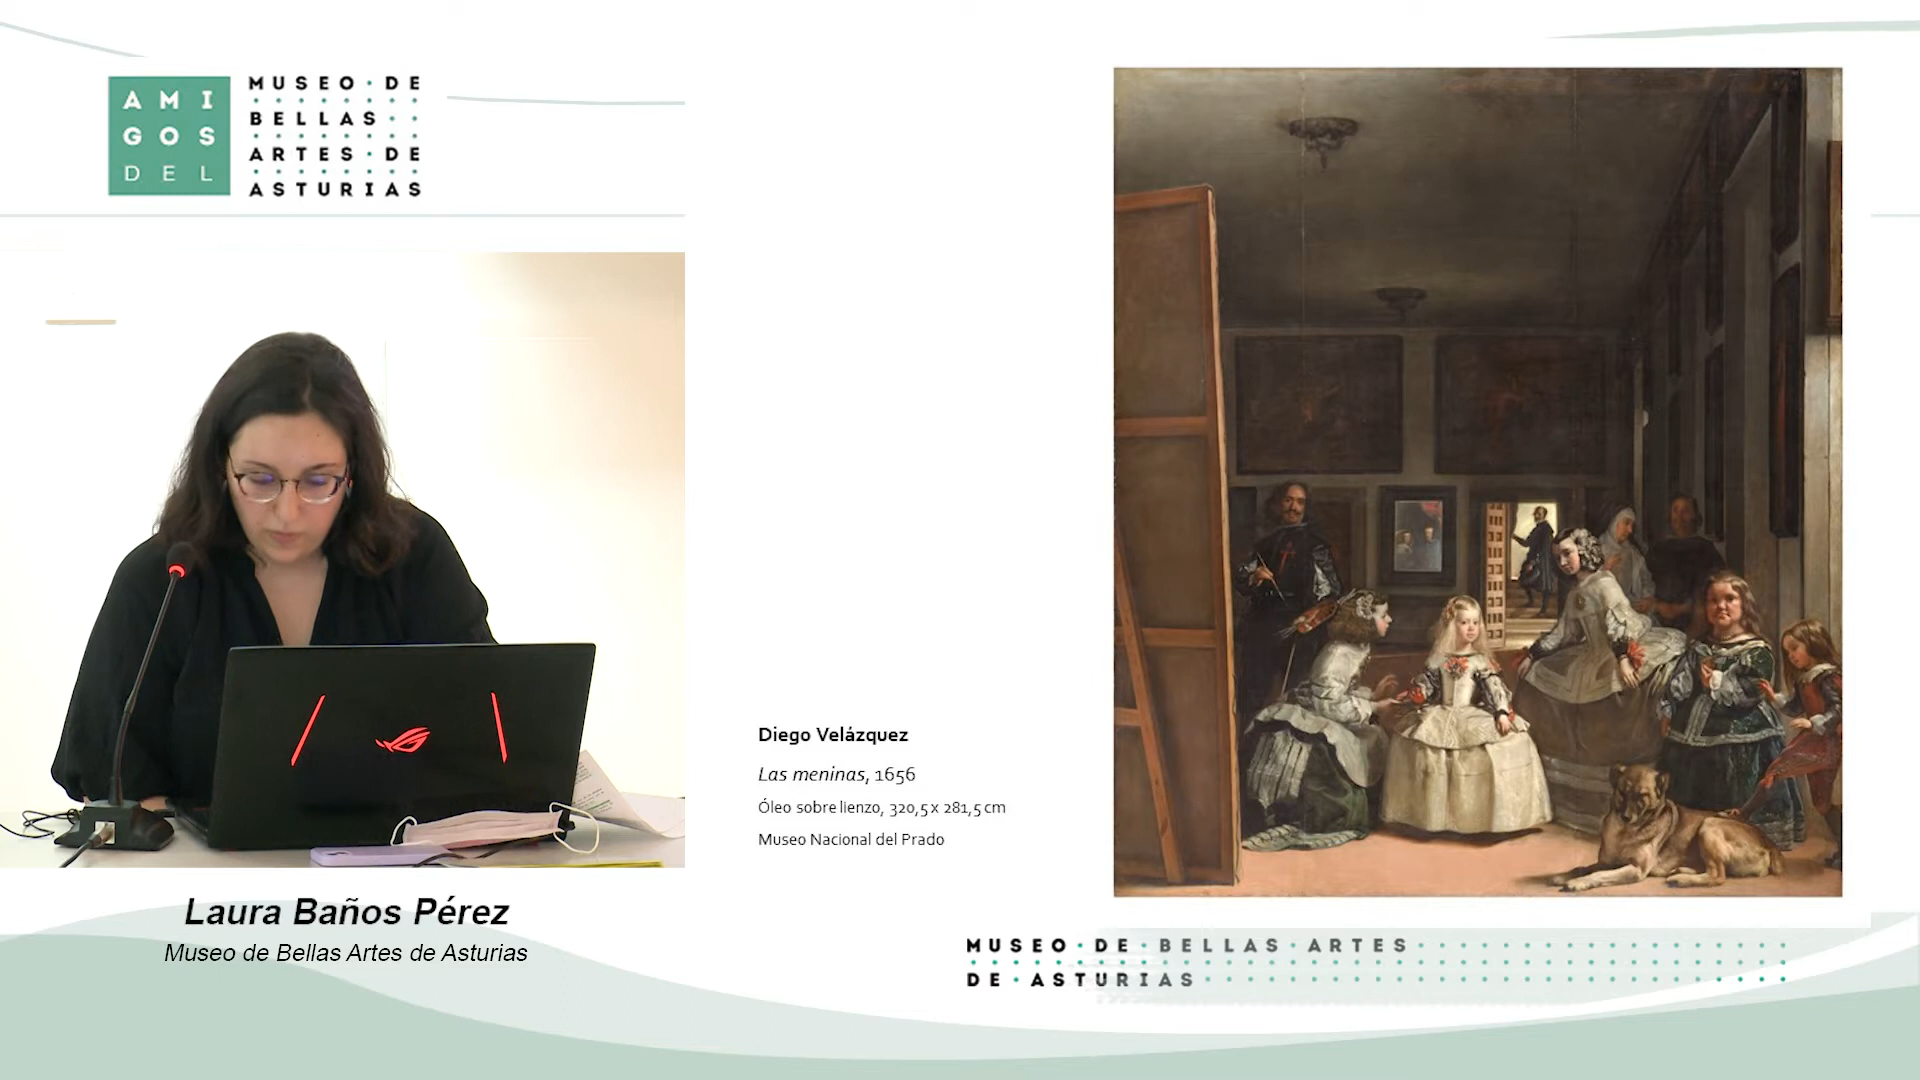 AMI
GOS
DEL
MUSEO·DE
BELLAS
ARTES·DE
ASTURIAS
Diego Velázquez
Las meninas, 1656
Óleo sobre lienzo, 320,5 x 281,5 cm
Museo Nacional del Prado
Laura Baños Pérez
Museo de Bellas Artes de Asturias
MUSEO·DE·BELLAS·ARTES
DE·ASTURIAS